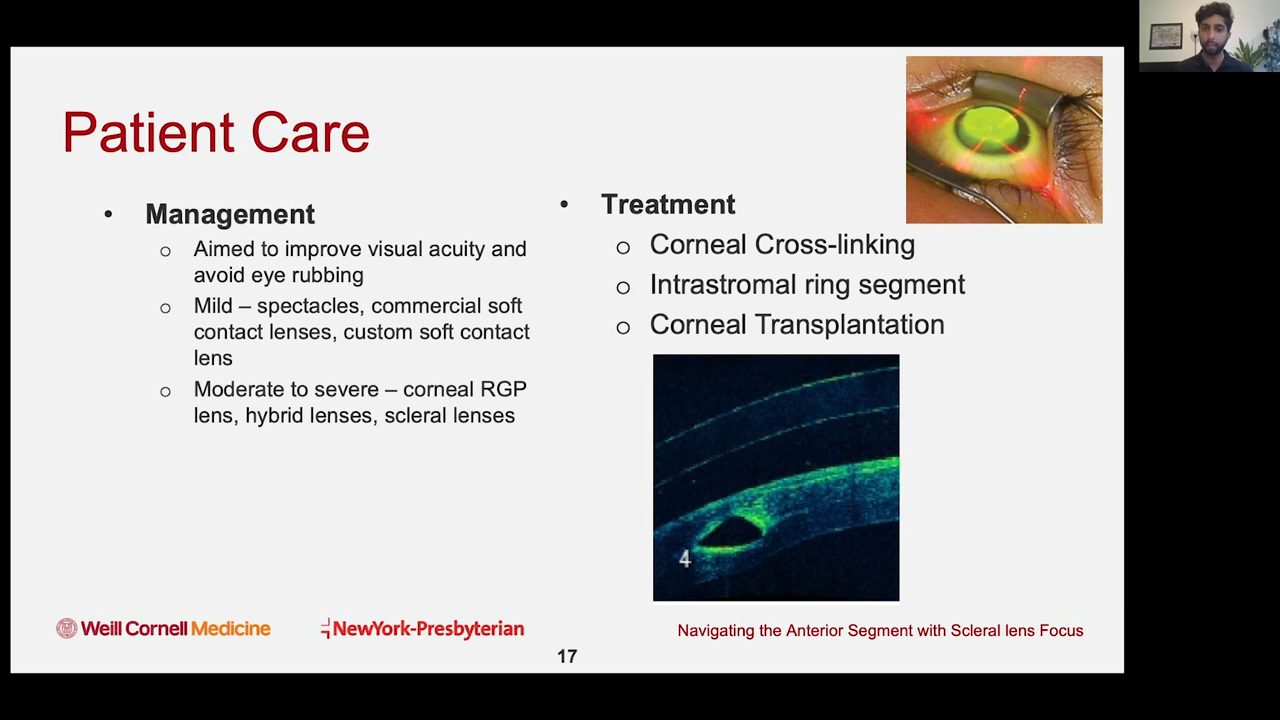 Patient Care
• Management
o Aimed to improve visual acuity and
avoid eye rubbing
o Mild – spectacles, commercial soft
contact lenses, custom soft contact
lens
o Moderate to severe – corneal RGP
lens, hybrid lenses, scleral lenses
• Treatment
o Corneal Cross-linking
o Intrastromal ring segment
o Corneal Transplantation
4
Weill Cornell Medicine
NewYork-Presbyterian
Navigating the Anterior Segment with Scleral lens Focus
17